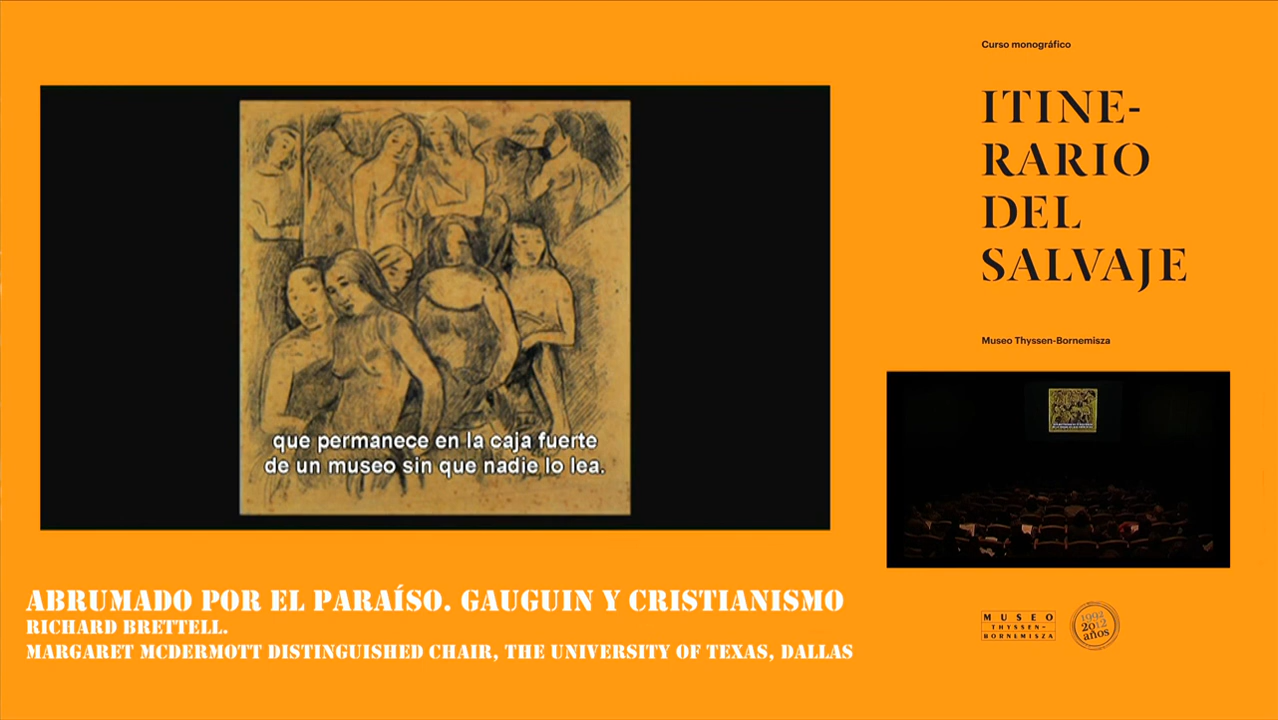 Curso monográfico
ITINE-
RARIO
DEL
SALVAJE
Museo Thyssen-Bornemisza
que permanece en la caja fuerte
de un museo sin que nadie lo lea.
ABRUMADO POR EL PARAÍSO. GAUGUIN Y CRISTIANISMO
RICHARD BRETTELL.
MARGARET MCDERMOTT DISTINGUISHED CHAIR, THE UNIVERSITY OF TEXAS, DALLAS
MUSEO
THYSSEN-
BORNEMISZA
1992
2012
años